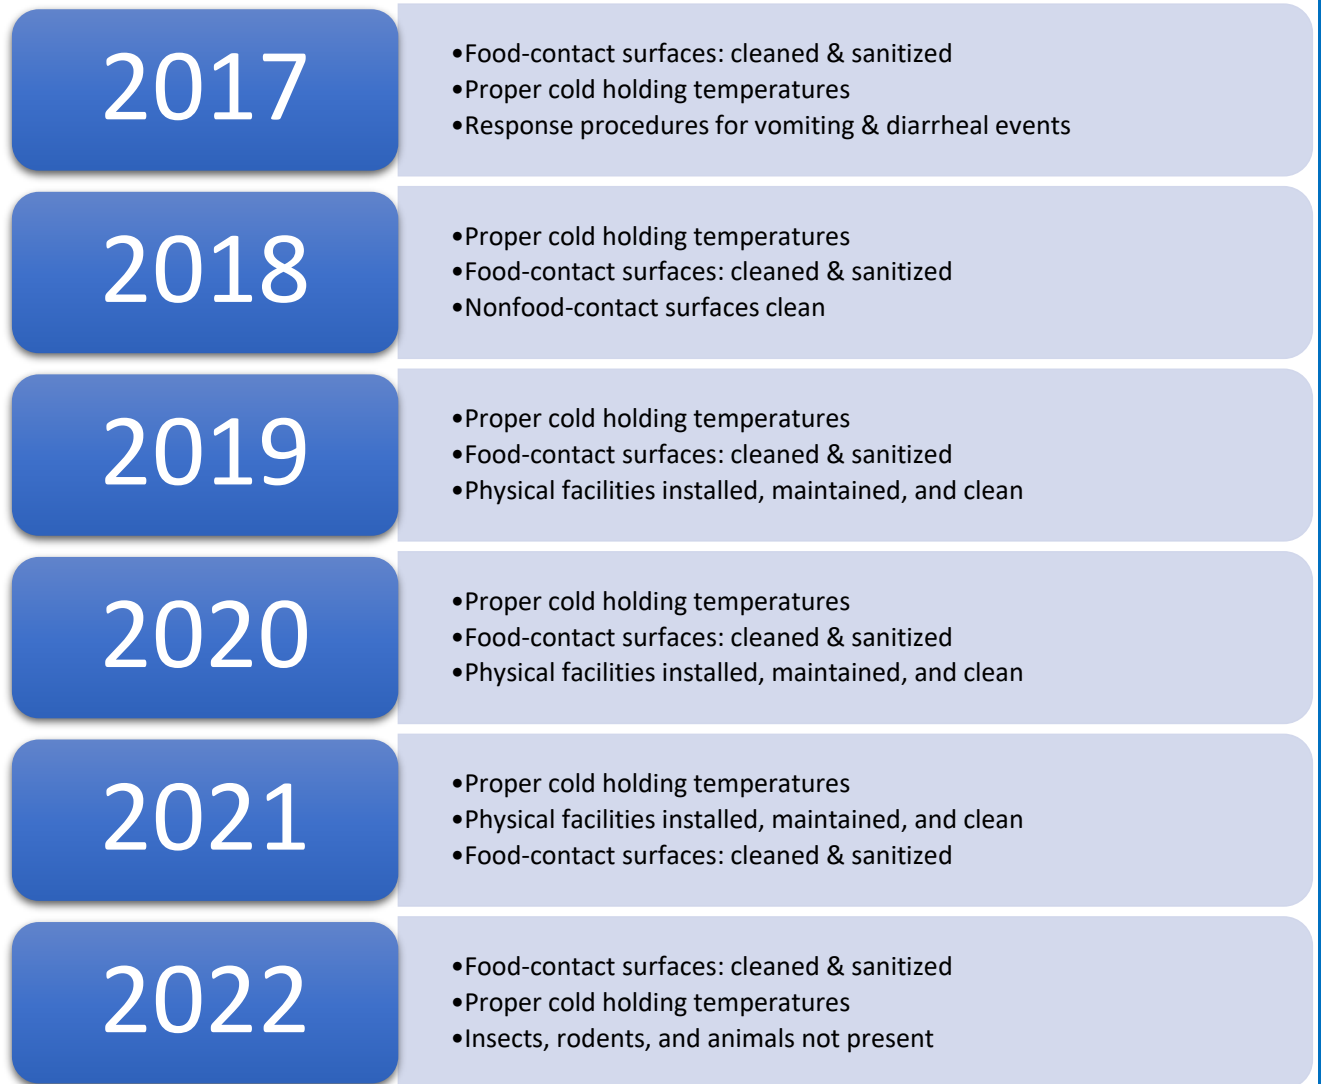 2017
•Food-contact surfaces: cleaned & sanitized
•Proper cold holding temperatures
•Response procedures for vomiting & diarrheal events
2018
•Proper cold holding temperatures
•Food-contact surfaces: cleaned & sanitized
•Nonfood-contact surfaces clean
2019
•Proper cold holding temperatures
•Food-contact surfaces: cleaned & sanitized
•Physical facilities installed, maintained, and clean
2020
•Proper cold holding temperatures
•Food-contact surfaces: cleaned & sanitized
•Physical facilities installed, maintained, and clean
2021
•Proper cold holding temperatures
•Physical facilities installed, maintained, and clean
•Food-contact surfaces: cleaned & sanitized
2022
•Food-contact surfaces: cleaned & sanitized
•Proper cold holding temperatures
•Insects, rodents, and animals not present